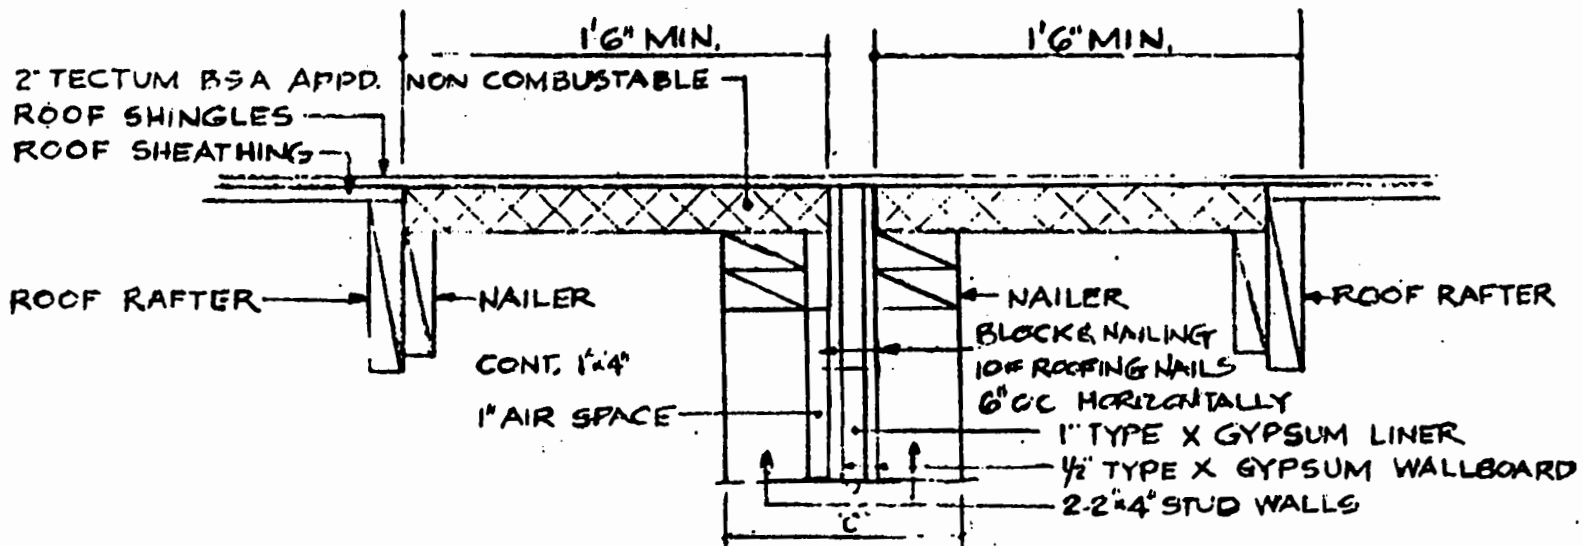 1'6" MIN.
1'6" MIN.
2" TECTUM BSA APPD. NON COMBUSTABLE
ROOF SHINGLES
ROOF SHEATHING
ROOF RAFTER
NAILER
NAILER
ROOF RAFTER
BLOCK & NAILING
10# ROOFING NAILS
6" OC HORIZONTALLY
CONT. 1"x4"
1" AIR SPACE
1" TYPE X GYPSUM LINER
1/2" TYPE X GYPSUM WALLBOARD
2-2"x4" STUD WALLS
"C"